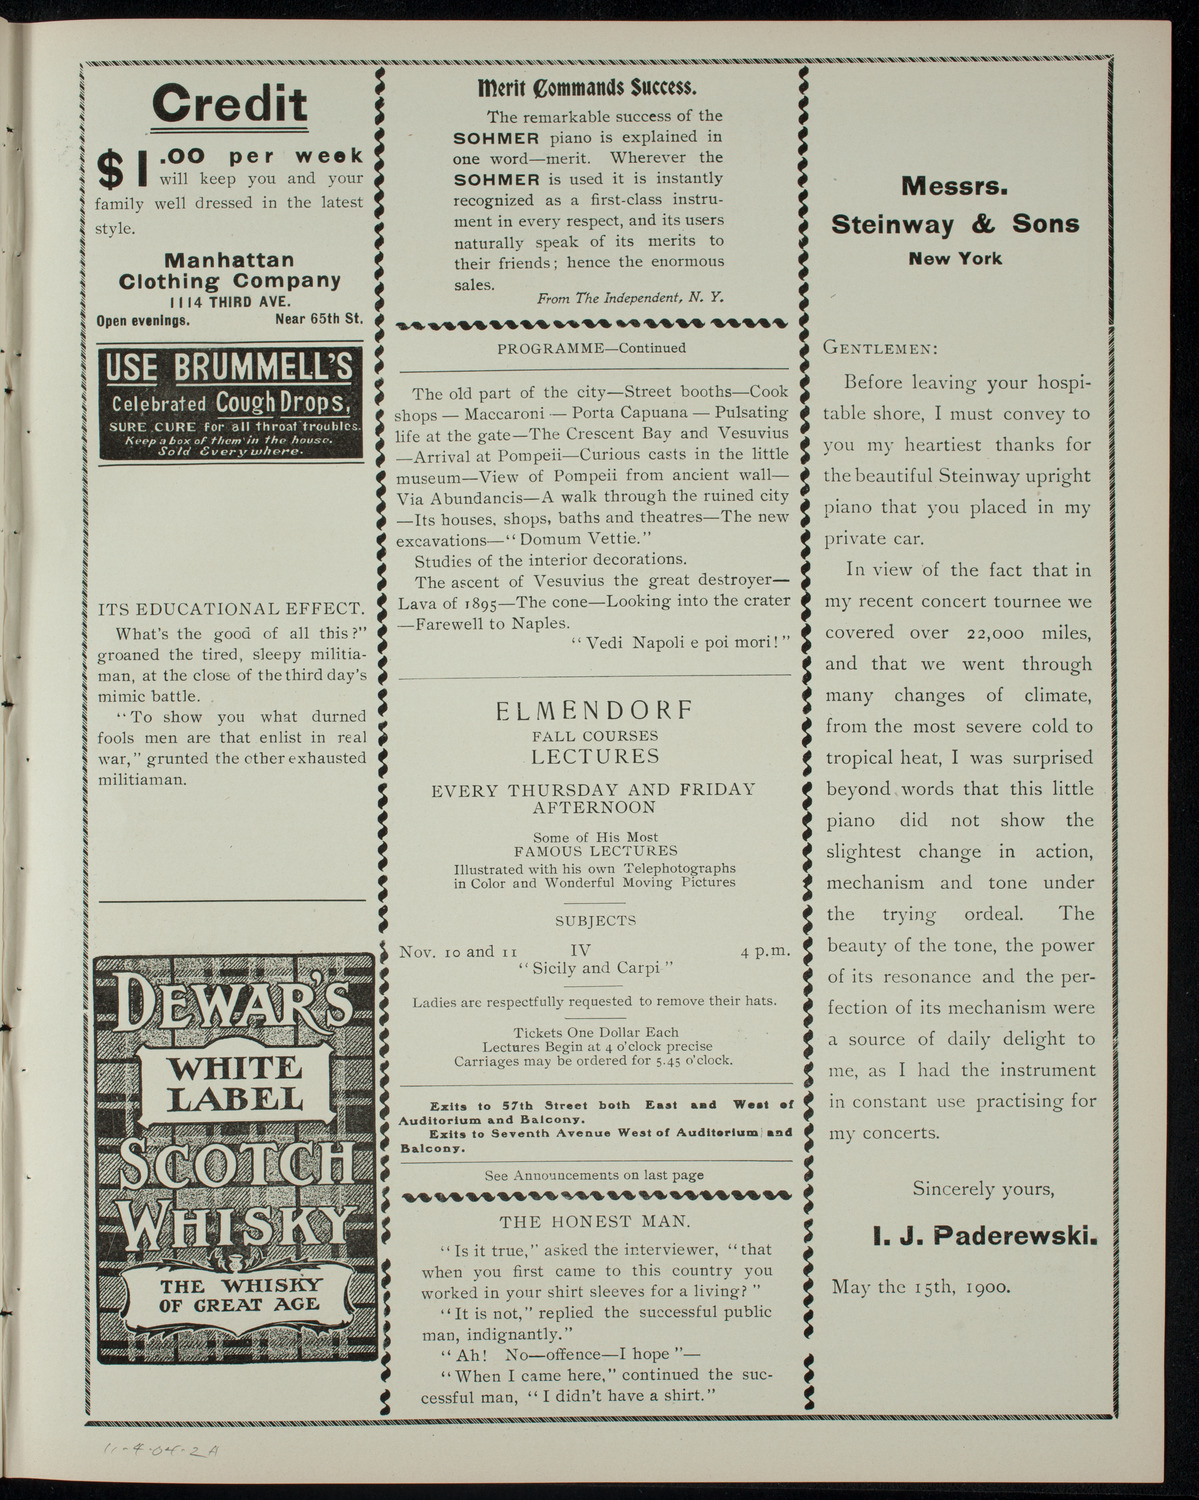 Credit
$1.00 per week
will keep you and your
family well dressed in the latest
style.
Manhattan
Clothing Company
1114 THIRD AVE.
Open evenings. Near 65th St.
USE BRUMMELL'S
Celebrated Cough Drops,
SURE CURE For all throat troubles.
Keep a box of them in the house.
Sold Everywhere.
ITS EDUCATIONAL EFFECT.
What's the good of all this?"
groaned the tired, sleepy militia-
man, at the close of the third day's
mimic battle.
"To show you what durned
fools men are that enlist in real
war," grunted the other exhausted
militiaman.
DEWAR'S
WHITE
LABEL
SCOTCH
WHISKY
THE WHISKY
OF GREAT AGE
Merit Commands Success.
The remarkable success of the
SOHMER piano is explained in
one word—merit. Wherever the
SOHMER is used it is instantly
recognized as a first-class instru-
ment in every respect, and its users
naturally speak of its merits to
their friends; hence the enormous
sales.
From The Independent, N. Y.
PROGRAMME—Continued
The old part of the city—Street booths—Cook
shops — Maccaroni — Porta Capuana — Pulsating
life at the gate—The Crescent Bay and Vesuvius
—Arrival at Pompeii—Curious casts in the little
museum—View of Pompeii from ancient wall—
Via Abundancis—A walk through the ruined city
—Its houses, shops, baths and theatres—The new
excavations—"Domum Vettie."
Studies of the interior decorations.
The ascent of Vesuvius the great destroyer—
Lava of 1895—The cone—Looking into the crater
—Farewell to Naples.
"Vedi Napoli e poi mori!"
ELMENDORF
FALL COURSES
LECTURES
EVERY THURSDAY AND FRIDAY
AFTERNOON
Some of His Most
FAMOUS LECTURES
Illustrated with his own Telephotographs
in Color and Wonderful Moving Pictures
SUBJECTS
Nov. 10 and 11 IV 4 p.m.
"Sicily and Carpi"
Ladies are respectfully requested to remove their hats.
Tickets One Dollar Each
Lectures Begin at 4 o'clock precise
Carriages may be ordered for 5.45 o'clock.
Exits to 57th Street both East and West of
Auditorium and Balcony.
Exits to Seventh Avenue West of Auditorium and
Balcony.
See Announcements on last page
THE HONEST MAN.
"Is it true," asked the interviewer, "that
when you first came to this country you
worked in your shirt sleeves for a living?"
"It is not," replied the successful public
man, indignantly."
"Ah! No—offence—I hope"—
"When I came here," continued the suc-
cessful man, "I didn't have a shirt."
Messrs.
Steinway & Sons
New York
GENTLEMEN:
Before leaving your hospi-
table shore, I must convey to
you my heartiest thanks for
the beautiful Steinway upright
piano that you placed in my
private car.
In view of the fact that in
my recent concert tournee we
covered over 22,000 miles,
and that we went through
many changes of climate,
from the most severe cold to
tropical heat, I was surprised
beyond words that this little
piano did not show the
slightest change in action,
mechanism and tone under
the trying ordeal. The
beauty of the tone, the power
of its resonance and the per-
fection of its mechanism were
a source of daily delight to
me, as I had the instrument
in constant use practising for
my concerts.
Sincerely yours,
I. J. Paderewski.
May the 15th, 1900.
11-4-04-2A